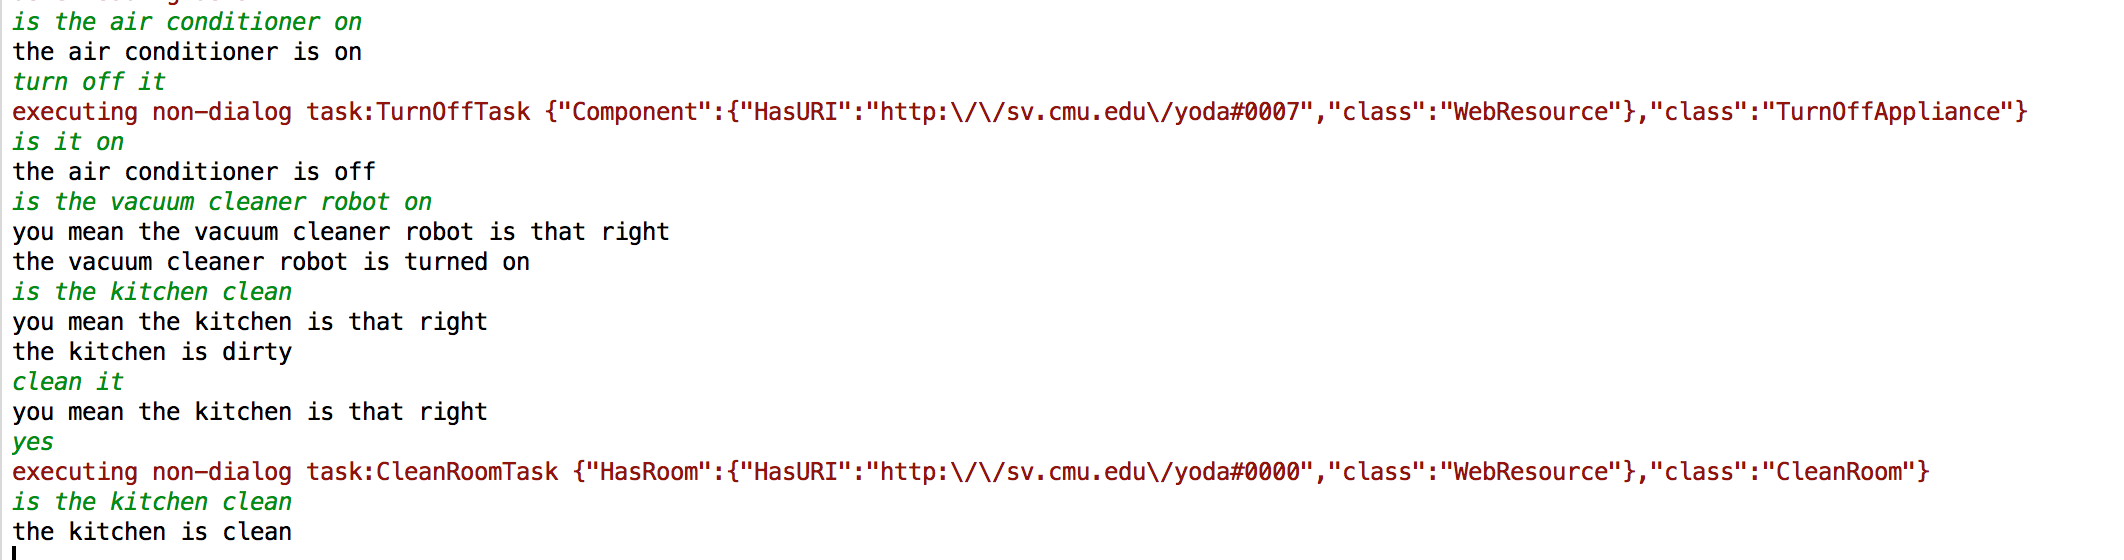 is the air conditioner on
the air conditioner is on
turn off it
executing non-dialog task:TurnOffTask {"Component":{"HasURI":"http:\/\/sv.cmu.edu\/yoda#0007","class":"WebResource"},"class":"TurnOffAppliance"}
is it on
the air conditioner is off
is the vacuum cleaner robot on
you mean the vacuum cleaner robot is that right
the vacuum cleaner robot is turned on
is the kitchen clean
you mean the kitchen is that right
the kitchen is dirty
clean it
you mean the kitchen is that right
yes
executing non-dialog task:CleanRoomTask {"HasRoom":{"HasURI":"http:\/\/sv.cmu.edu\/yoda#0000","class":"WebResource"},"class":"CleanRoom"}
is the kitchen clean
the kitchen is clean